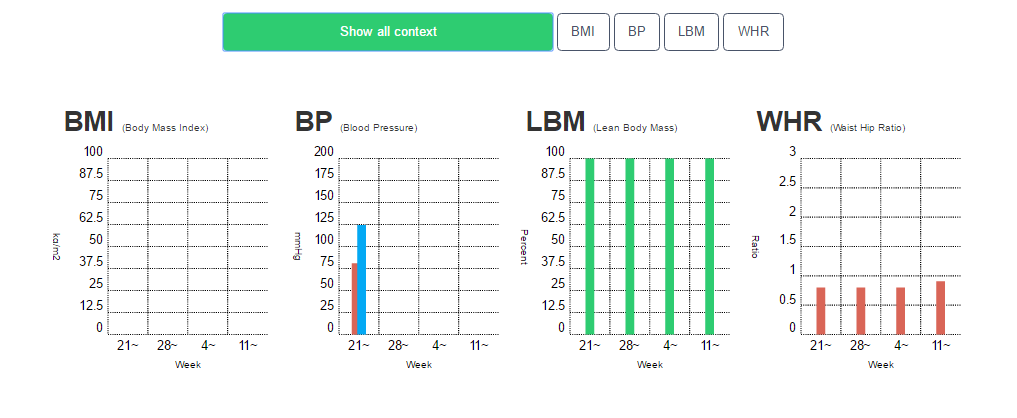 Show all context BMI BP LBM WHR
BMI (Body Mass Index)
100
87.5
75
62.5
50
37.5
25
12.5
0
kg/m2
21~ 28~ 4~ 11~
Week
BP (Blood Pressure)
200
175
150
125
100
75
50
25
0
mmHg
21~ 28~ 4~ 11~
Week
LBM (Lean Body Mass)
100
87.5
75
62.5
50
37.5
25
12.5
0
Percent
21~ 28~ 4~ 11~
Week
WHR (Waist Hip Ratio)
3
2.5
2
1.5
1
0.5
0
Ratio
21~ 28~ 4~ 11~
Week